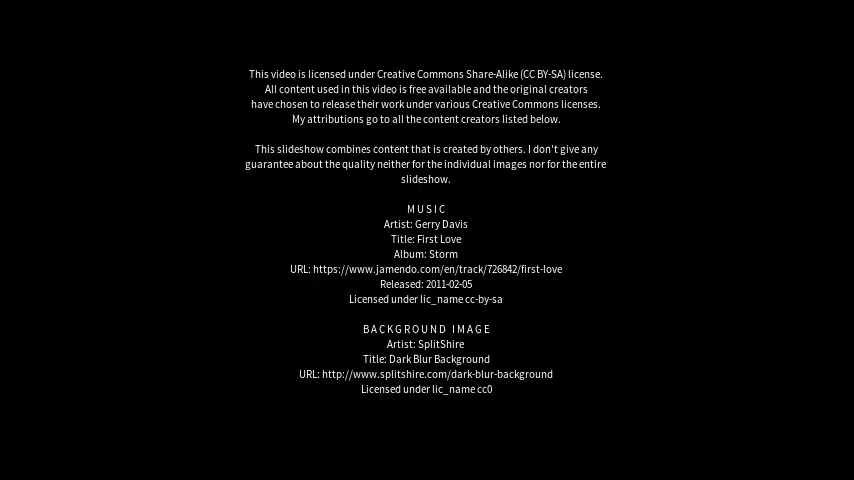 This video is licensed under Creative Commons Share-Alike (CC BY-SA) license.
All content used in this video is free available and the original creators
have chosen to release their work under various Creative Commons licenses.
My attributions go to all the content creators listed below.
This slideshow combines content that is created by others. I don't give any
guarantee about the quality neither for the individual images nor for the entire
slideshow.
MUSIC
Artist: Gerry Davis
Title: First Love
Album: Storm
URL: https://www.jamendo.com/en/track/726842/first-love
Released: 2011-02-05
Licensed under lic_name cc-by-sa
BACKGROUND IMAGE
Artist: SplitShire
Title: Dark Blur Background
URL: http://www.splitshire.com/dark-blur-background
Licensed under lic_name cc0